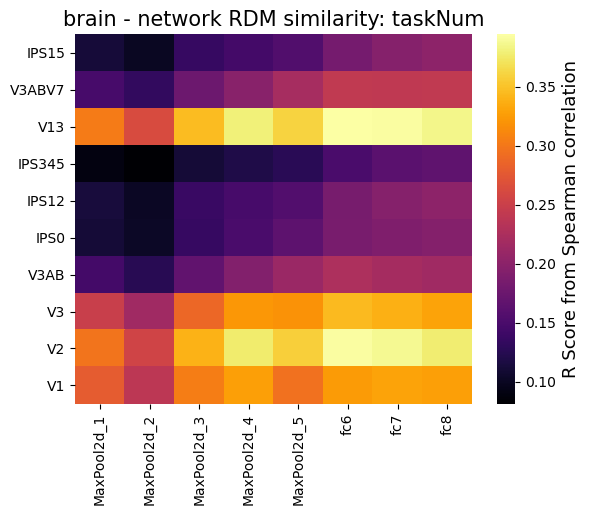 brain - network RDM similarity: taskNum
IPS15
V3ABV7
V13
IPS345
IPS12
IPS0
V3AB
V3
V2
V1
MaxPool2d_1
MaxPool2d_2
MaxPool2d_3
MaxPool2d_4
MaxPool2d_5
fc6
fc7
fc8
0.35
0.30
0.25
0.20
0.15
0.10
R Score from Spearman correlation